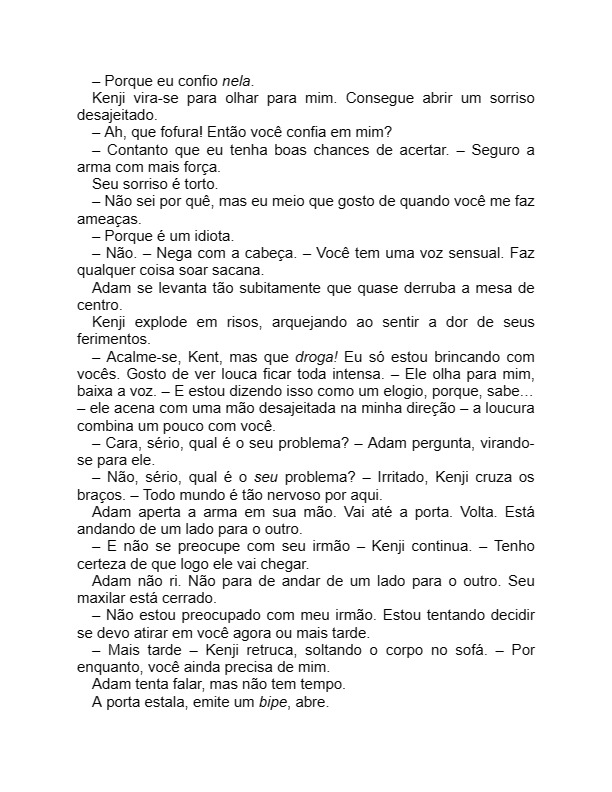 – Porque eu confio nela.
Kenji vira-se para olhar para mim. Consegue abrir um sorriso
desajeitado.
– Ah, que fofura! Então você confia em mim?
– Contanto que eu tenha boas chances de acertar. – Seguro a
arma com mais força.
Seu sorriso é torto.
– Não sei por quê, mas eu meio que gosto de quando você me faz
ameaças.
– Porque é um idiota.
– Não. – Nega com a cabeça. – Você tem uma voz sensual. Faz
qualquer coisa soar sacana.
Adam se levanta tão subitamente que quase derruba a mesa de
centro.
Kenji explode em risos, arquejando ao sentir a dor de seus
ferimentos.
– Acalme-se, Kent, mas que droga! Eu só estou brincando com
vocês. Gosto de ver louca ficar toda intensa. – Ele olha para mim,
baixa a voz. – E estou dizendo isso como um elogio, porque, sabe…
– ele acena com uma mão desajeitada na minha direção – a loucura
combina um pouco com você.
– Cara, sério, qual é o seu problema? – Adam pergunta, virando-
se para ele.
– Não, sério, qual é o seu problema? – Irritado, Kenji cruza os
braços. – Todo mundo é tão nervoso por aqui.
Adam aperta a arma em sua mão. Vai até a porta. Volta. Está
andando de um lado para o outro.
– E não se preocupe com seu irmão – Kenji continua. – Tenho
certeza de que logo ele vai chegar.
Adam não ri. Não para de andar de um lado para o outro. Seu
maxilar está cerrado.
– Não estou preocupado com meu irmão. Estou tentando decidir
se devo atirar em você agora ou mais tarde.
– Mais tarde – Kenji retruca, soltando o corpo no sofá. – Por
enquanto, você ainda precisa de mim.
Adam tenta falar, mas não tem tempo.
A porta estala, emite um bipe, abre.